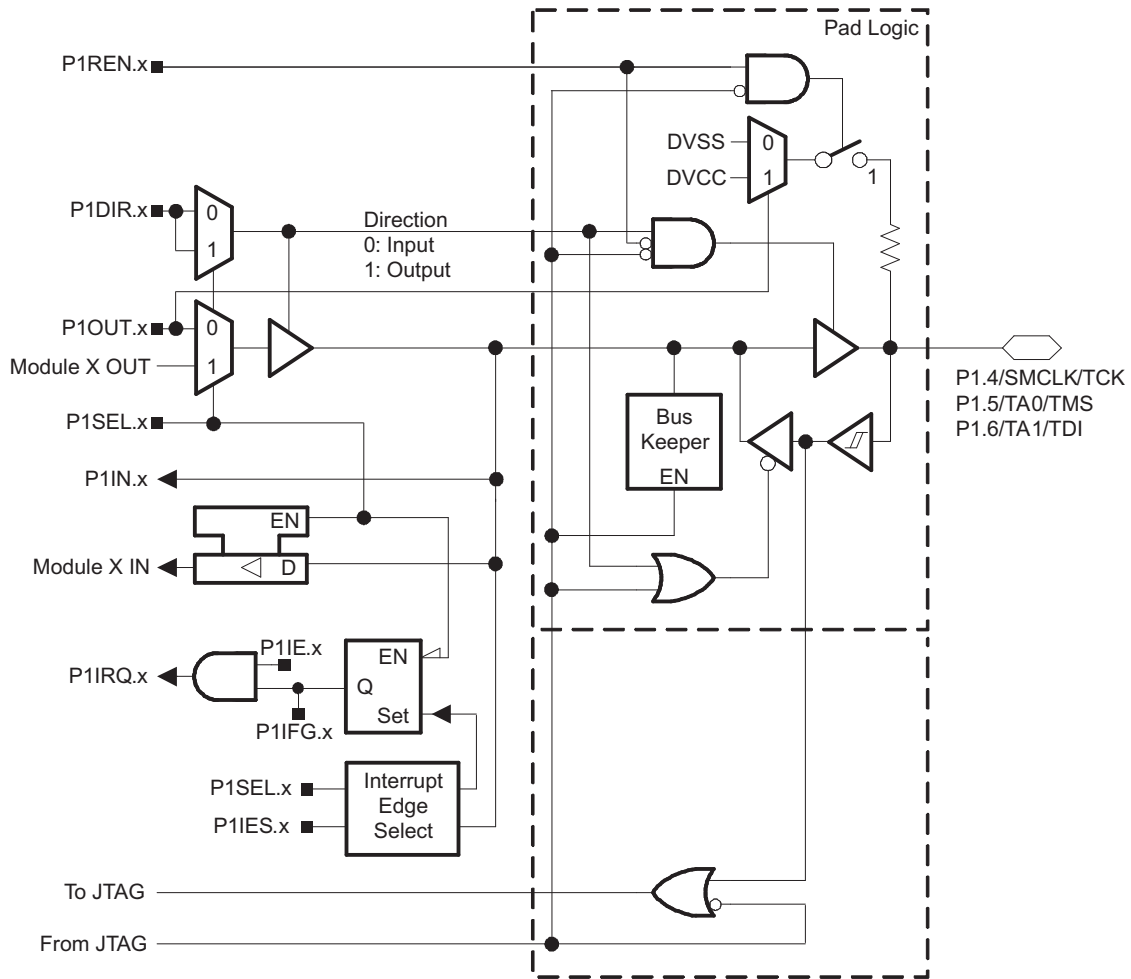 Pad Logic
P1REN.x
DVSS
0
DVCC
1
1
P1DIR.x
0
1
Direction
0: Input
1: Output
P1OUT.x
0
Module X OUT
1
P1.4/SMCLK/TCK
P1.5/TA0/TMS
P1.6/TA1/TDI
Bus
Keeper
EN
P1SEL.x
P1IN.x
EN
Module X IN
D
P1IE.x
P1IRQ.x
P1IFG.x
EN
Q
Set
P1SEL.x
P1IES.x
Interrupt
Edge
Select
To JTAG
From JTAG